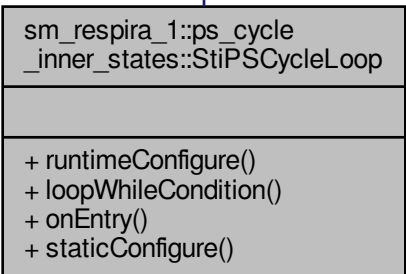 sm_respira_1::ps_cycle
_inner_states::StiPSCycleLoop
+ runtimeConfigure()
+ loopWhileCondition()
+ onEntry()
+ staticConfigure()